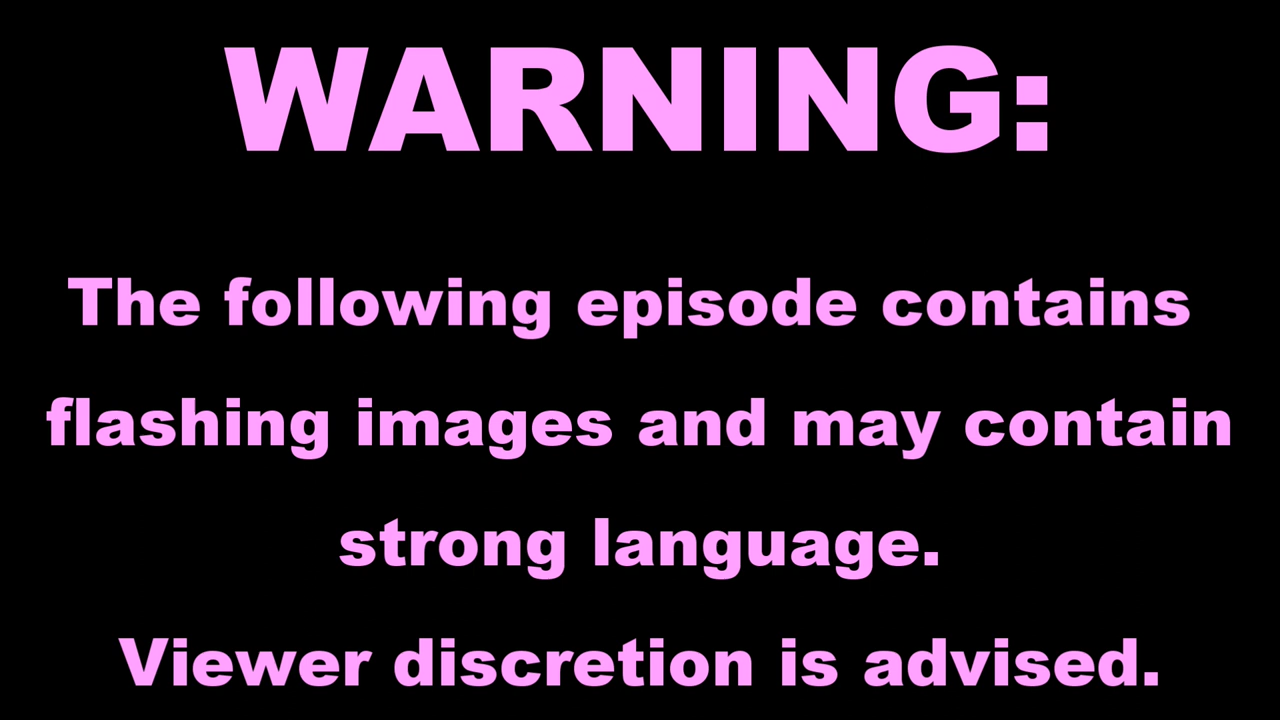 WARNING:
The following episode contains
flashing images and may contain
strong language.
Viewer discretion is advised.